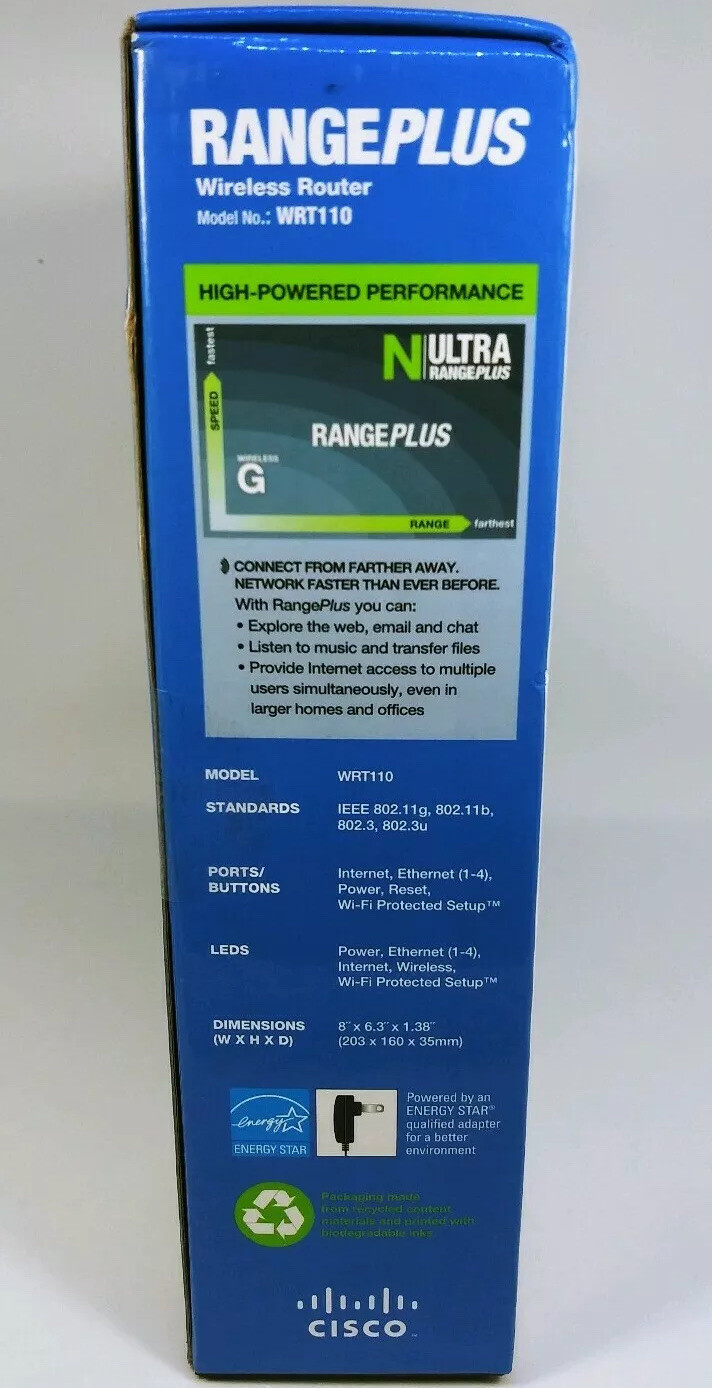 RANGEPLUS
Wireless Router
Model No.: WRT110
HIGH-POWERED PERFORMANCE
fastest
SPEED
N ULTRA
RANGEPLUS
RANGEPLUS
WIRELESS
G
RANGE farthest
CONNECT FROM FARTHER AWAY.
NETWORK FASTER THAN EVER BEFORE.
With RangePlus you can:
• Explore the web, email and chat
• Listen to music and transfer files
• Provide Internet access to multiple
users simultaneously, even in
larger homes and offices
MODEL WRT110
STANDARDS IEEE 802.11g, 802.11b,
802.3, 802.3u
PORTS/ Internet, Ethernet (1-4),
BUTTONS Power, Reset,
Wi-Fi Protected Setup™
LEDS Power, Ethernet (1-4),
Internet, Wireless,
Wi-Fi Protected Setup™
DIMENSIONS 8˝ x 6.3˝ x 1.38˝
(W X H X D) (203 x 160 x 35mm)
energy
ENERGY STAR
Powered by an
ENERGY STAR®
qualified adapter
for a better
environment
Packaging made
from recycled content
materials and printed with
biodegradable inks
CISCO™